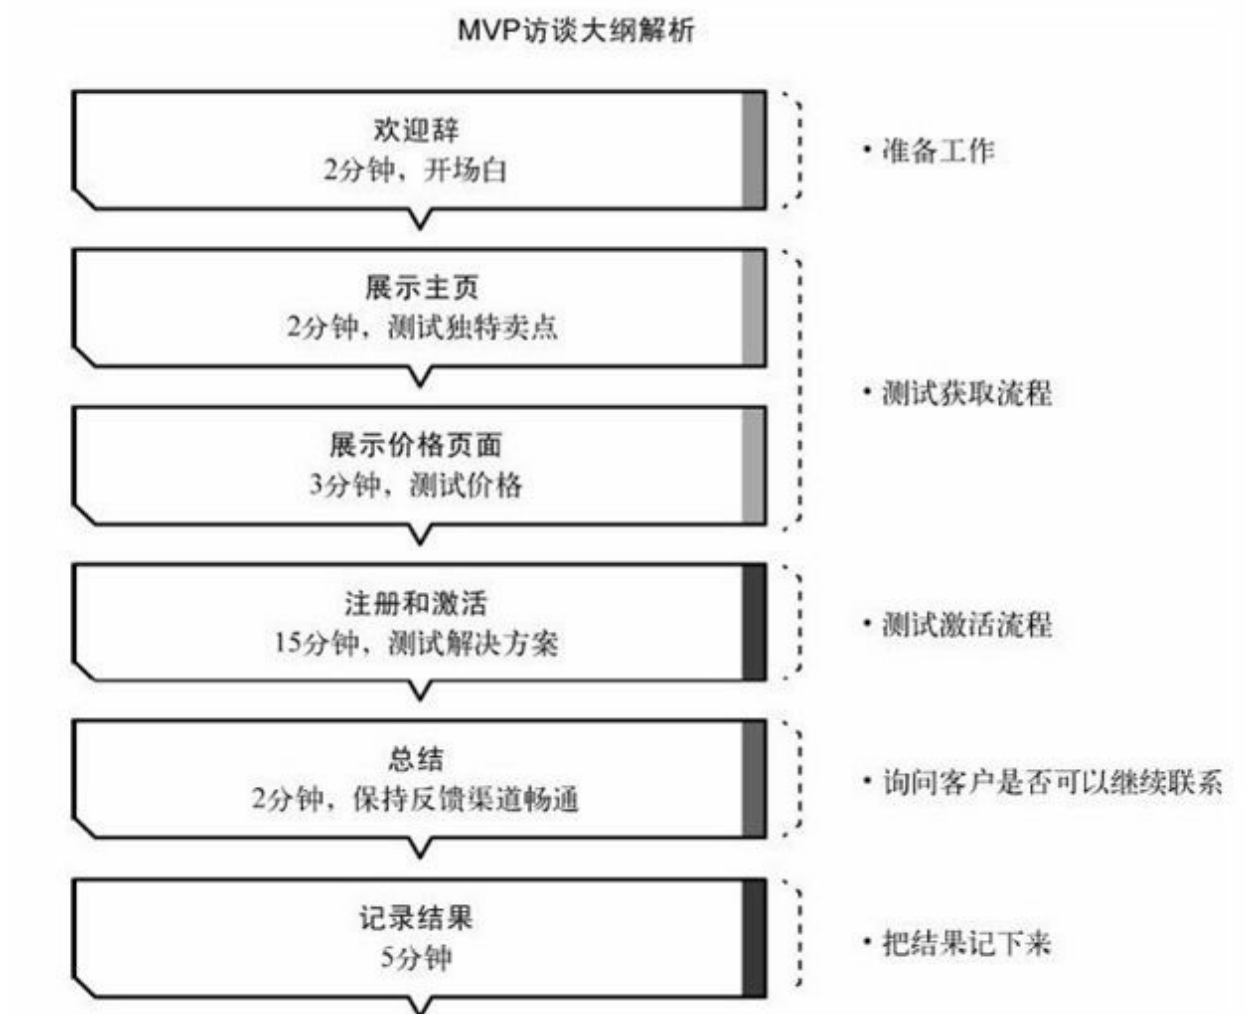 MVP访谈大纲解析
欢迎辞
2分钟，开场白
• 准备工作
展示主页
2分钟，测试独特卖点
• 测试获取流程
展示价格页面
3分钟，测试价格
注册和激活
15分钟，测试解决方案
• 测试激活流程
总结
2分钟，保持反馈渠道畅通
• 询问客户是否可以继续联系
记录结果
5分钟
• 把结果记下来